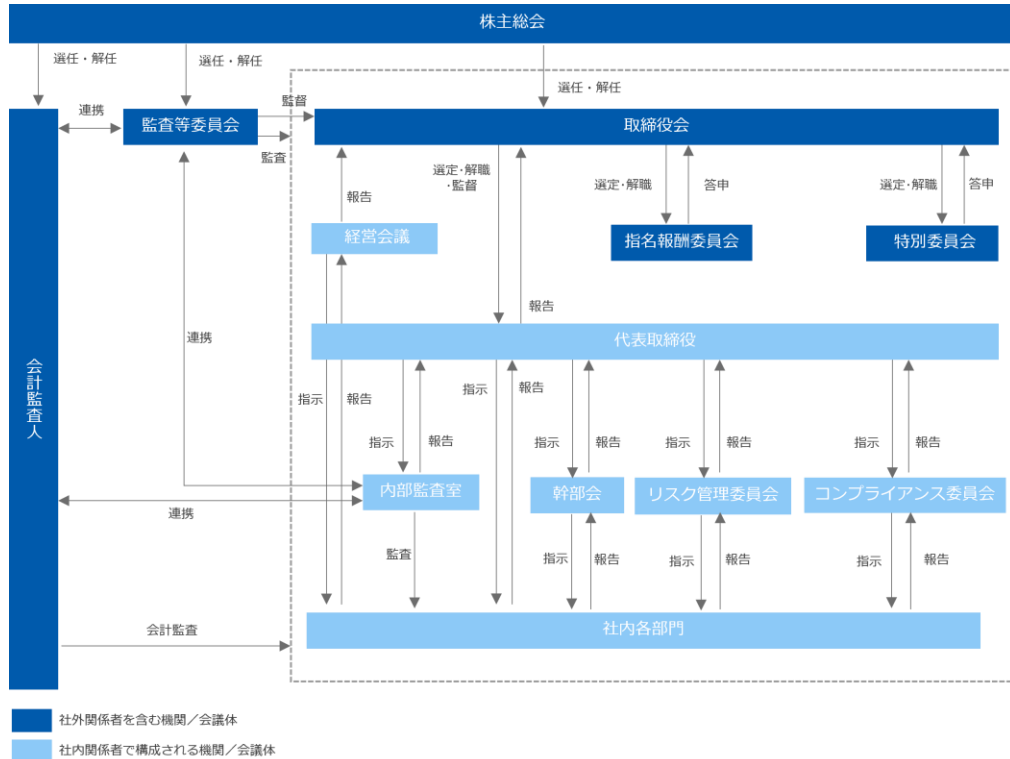 株主総会
選任・解任
選任・解任
選任・解任
連携
監査等委員会
監督
監査
取締役会
報告
選定・解職
・監督
選定・解職
答申
選定・解職
答申
経営会議
指名報酬委員会
特別委員会
報告
連携
代表取締役
会計監査人
指示
報告
指示
報告
指示
報告
指示
報告
指示
報告
指示
報告
内部監査室
幹部会
リスク管理委員会
コンプライアンス委員会
連携
監査
指示
報告
指示
報告
指示
報告
会計監査
社内各部門
社外関係者を含む機関／会議体
社内関係者で構成される機関／会議体